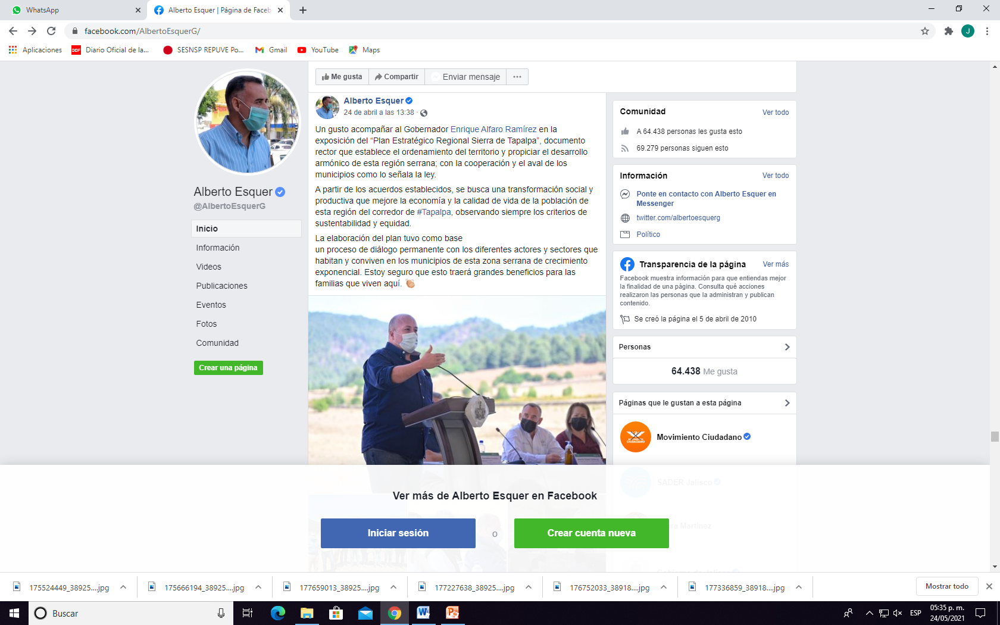 WhatsApp
Alberto Esquer | Página de Faceb
facebook.com/AlbertoEsquerG/
J
Aplicaciones
DOF Diario Oficial de la...
SESNSP REPUVE Po...
Gmail
YouTube
Maps
Me gusta
Compartir
Enviar mensaje
Alberto Esquer
@AlbertoEsquerG
Inicio
Información
Videos
Publicaciones
Eventos
Fotos
Comunidad
Crear una página
Alberto Esquer
24 de abril a las 13:38 ·
Un gusto acompañar al Gobernador Enrique Alfaro Ramírez en la
exposición del “Plan Estratégico Regional Sierra de Tapalpa”, documento
rector que establece el ordenamiento del territorio y propiciar el desarrollo
armónico de esta región serrana; con la cooperación y el aval de los
municipios como lo señala la ley.
A partir de los acuerdos establecidos, se busca una transformación social y
productiva que mejore la economía y la calidad de vida de la población de
esta región del corredor de #Tapalpa, observando siempre los criterios de
sustentabilidad y equidad.
La elaboración del plan tuvo como base
un proceso de diálogo permanente con los diferentes actores y sectores que
habitan y conviven en los municipios de esta zona serrana de crecimiento
exponencial. Estoy seguro que esto traerá grandes beneficios para las
familias que viven aquí. 👏🏼
Comunidad
Ver todo
A 64.438 personas les gusta esto
69.279 personas siguen esto
Información
Ver todo
Ponte en contacto con Alberto Esquer en
Messenger
twitter.com/albertoesquerg
Político
Transparencia de la página
Ver más
Facebook muestra información para que entiendas mejor
la finalidad de una página. Consulta qué acciones
realizaron las personas que la administran y publican
contenido.
Se creó la página el 5 de abril de 2010
Personas
64.438 Me gusta
Páginas que le gustan a esta página
Movimiento Ciudadano
SADER Jalisco
Martínez
Ver más de Alberto Esquer en Facebook
Iniciar sesión
o
Crear cuenta nueva
175524449_38925....jpg
175666194_38925....jpg
177659013_38925....jpg
177227638_38925....jpg
176752033_38918....jpg
177336859_38918....jpg
Mostrar todo
Buscar
ESP
05:35 p. m.
24/05/2021